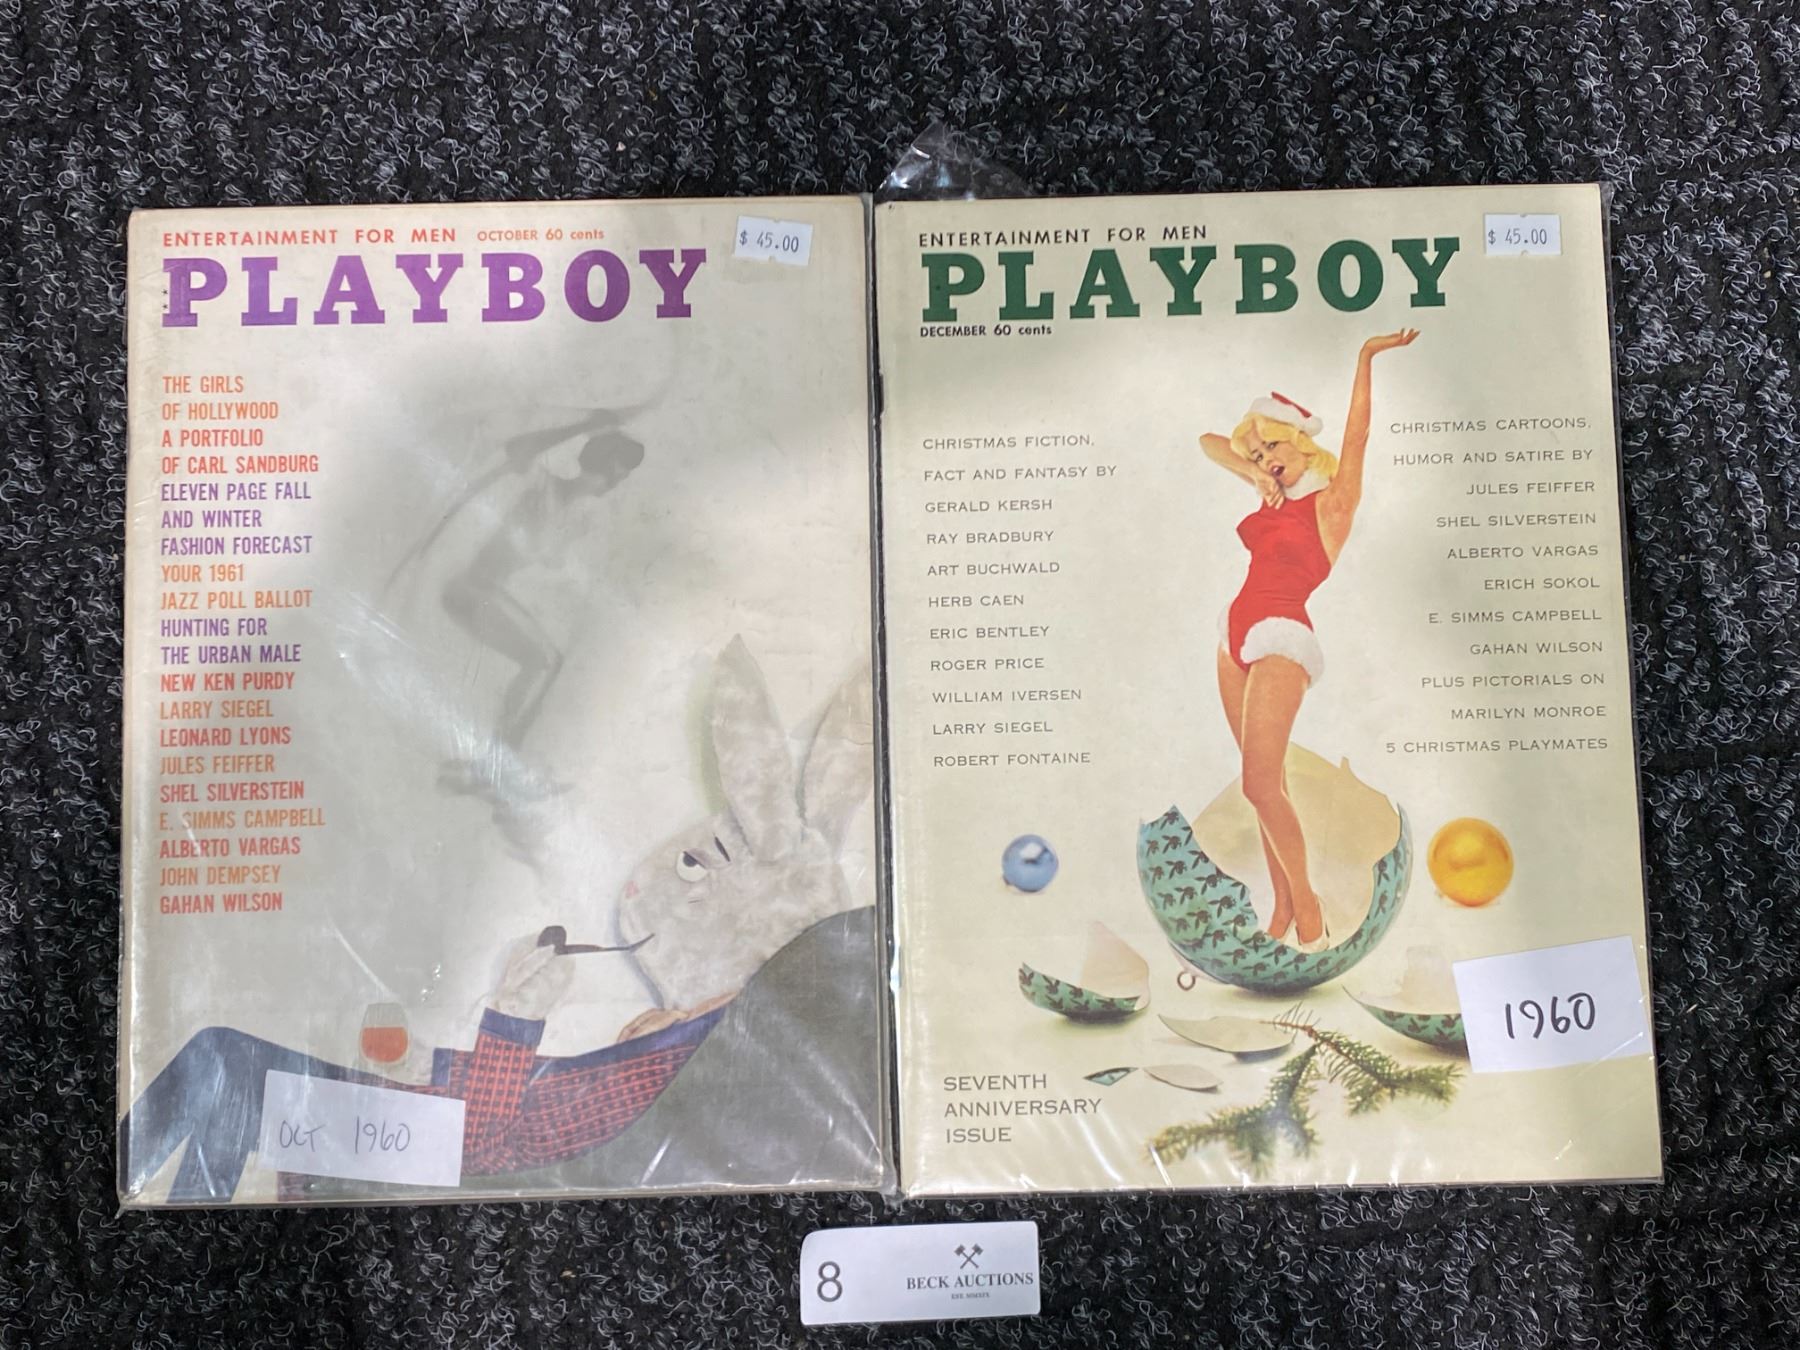 ENTERTAINMENT FOR MEN OCTOBER 60 cents
$ 45.00
PLAYBOY
THE GIRLS
OF HOLLYWOOD
A PORTFOLIO
OF CARL SANDBURG
ELEVEN PAGE FALL
AND WINTER
FASHION FORECAST
YOUR 1961
JAZZ POLL BALLOT
HUNTING FOR
THE URBAN MALE
NEW KEN PURDY
LARRY SIEGEL
LEONARD LYONS
JULES FEIFFER
SHEL SILVERSTEIN
E. SIMMS CAMPBELL
ALBERTO VARGAS
JOHN DEMPSEY
GAHAN WILSON
OCT 1960
ENTERTAINMENT FOR MEN
$ 45.00
PLAYBOY
DECEMBER 60 cents
CHRISTMAS FICTION,
FACT AND FANTASY BY
GERALD KERSH
RAY BRADBURY
ART BUCHWALD
HERB CAEN
ERIC BENTLEY
ROGER PRICE
WILLIAM IVERSEN
LARRY SIEGEL
ROBERT FONTAINE
CHRISTMAS CARTOONS,
HUMOR AND SATIRE BY
JULES FEIFFER
SHEL SILVERSTEIN
ALBERTO VARGAS
ERICH SOKOL
E. SIMMS CAMPBELL
GAHAN WILSON
PLUS PICTORIALS ON
MARILYN MONROE
5 CHRISTMAS PLAYMATES
1960
SEVENTH
ANNIVERSARY
ISSUE
8
BECK AUCTIONS
EST. MMXIX